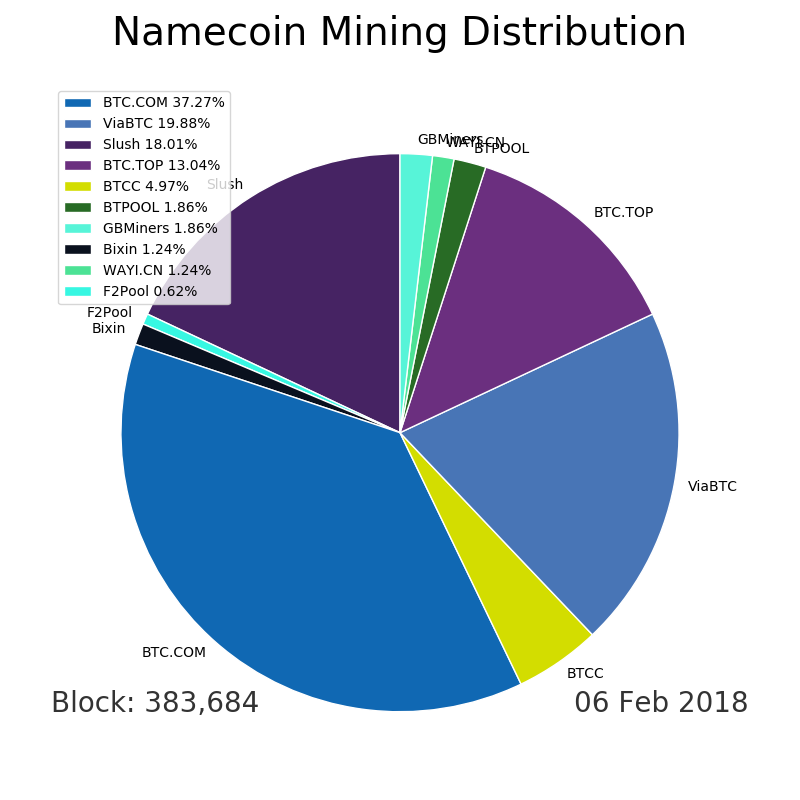 Namecoin Mining Distribution
BTC.COM 37.27%
ViaBTC 19.88%
Slush 18.01%
BTC.TOP 13.04%
BTCC 4.97%
BTPOOL 1.86%
GBMiners 1.86%
Bixin 1.24%
WAYI.CN 1.24%
F2Pool 0.62%
GBMiners
WAYI.CN
BTPOOL
Slush
BTC.TOP
F2Pool
Bixin
ViaBTC
BTC.COM
BTCC
Block: 383,684
06 Feb 2018